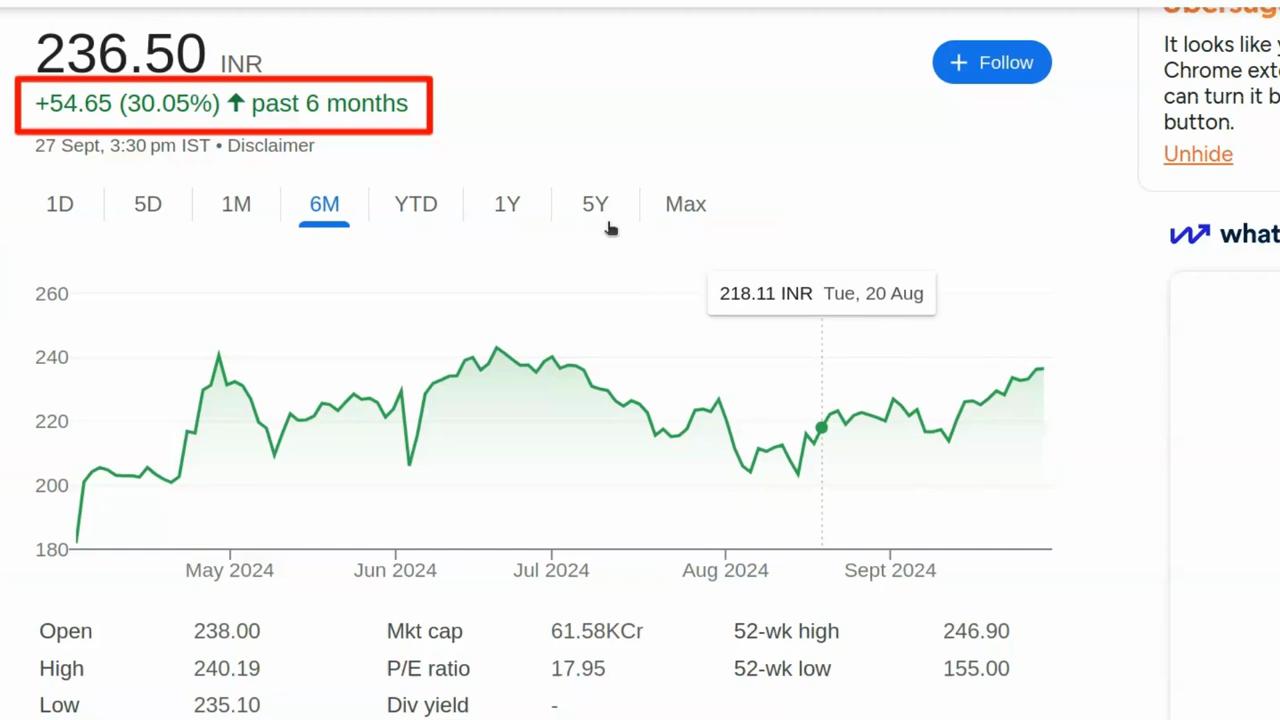 236.50 INR
+ Follow
+54.65 (30.05%) ↑ past 6 months
27 Sept, 3:30 pm IST • Disclaimer
1D 5D 1M 6M YTD 1Y 5Y Max
218.11 INR Tue, 20 Aug
260
240
220
200
180
May 2024 Jun 2024 Jul 2024 Aug 2024 Sept 2024
Open 238.00 Mkt cap 61.58KCr 52-wk high 246.90
High 240.19 P/E ratio 17.95 52-wk low 155.00
Low 235.10 Div yield -
It looks like
Chrome
can turn it
button.
Unhide